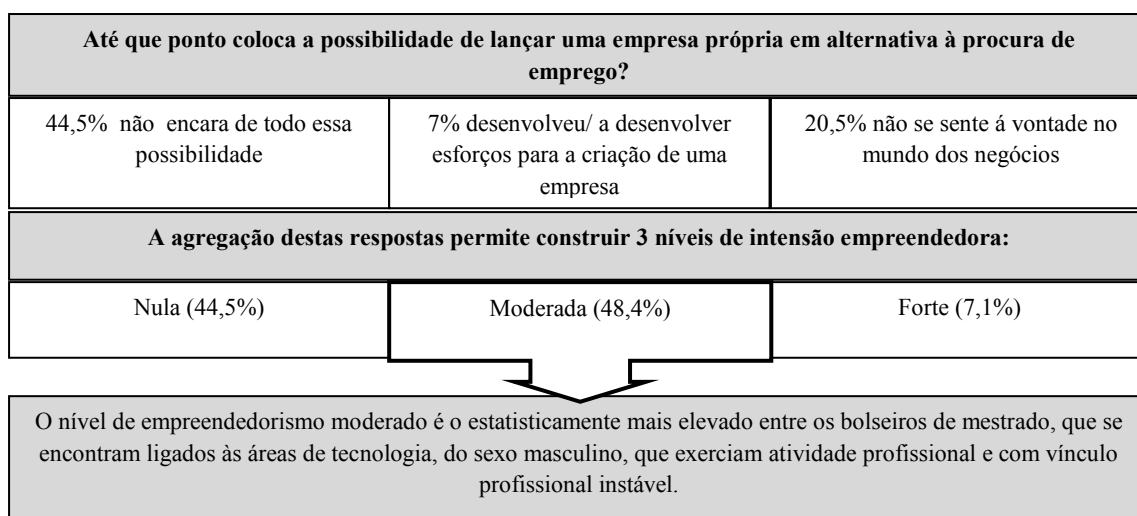 Até que ponto coloca a possibilidade de lançar uma empresa própria em alternativa à procura de
emprego?
44,5% não encara de todo essa
possibilidade
7% desenvolveu/ a desenvolver
esforços para a criação de uma
empresa
20,5% não se sente á vontade no
mundo dos negócios
A agregação destas respostas permite construir 3 níveis de intensão empreendedora:
Nula (44,5%)
Moderada (48,4%)
Forte (7,1%)
O nível de empreendedorismo moderado é o estatisticamente mais elevado entre os bolseiros de mestrado, que se
encontram ligados às áreas de tecnologia, do sexo masculino, que exerciam atividade profissional e com vínculo
profissional instável.